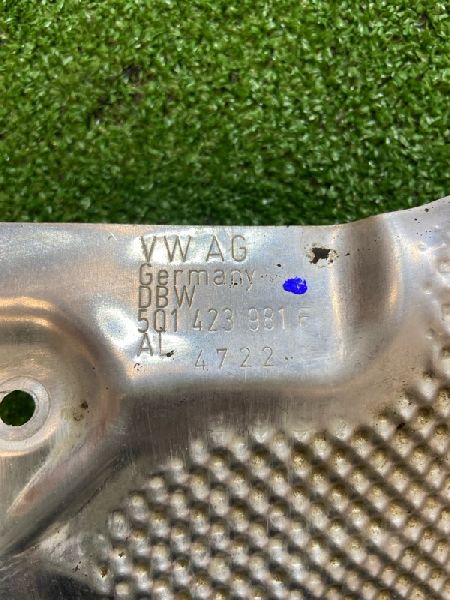 VW AG
Germany
DBW
5Q1 423 981 F
AL
4722